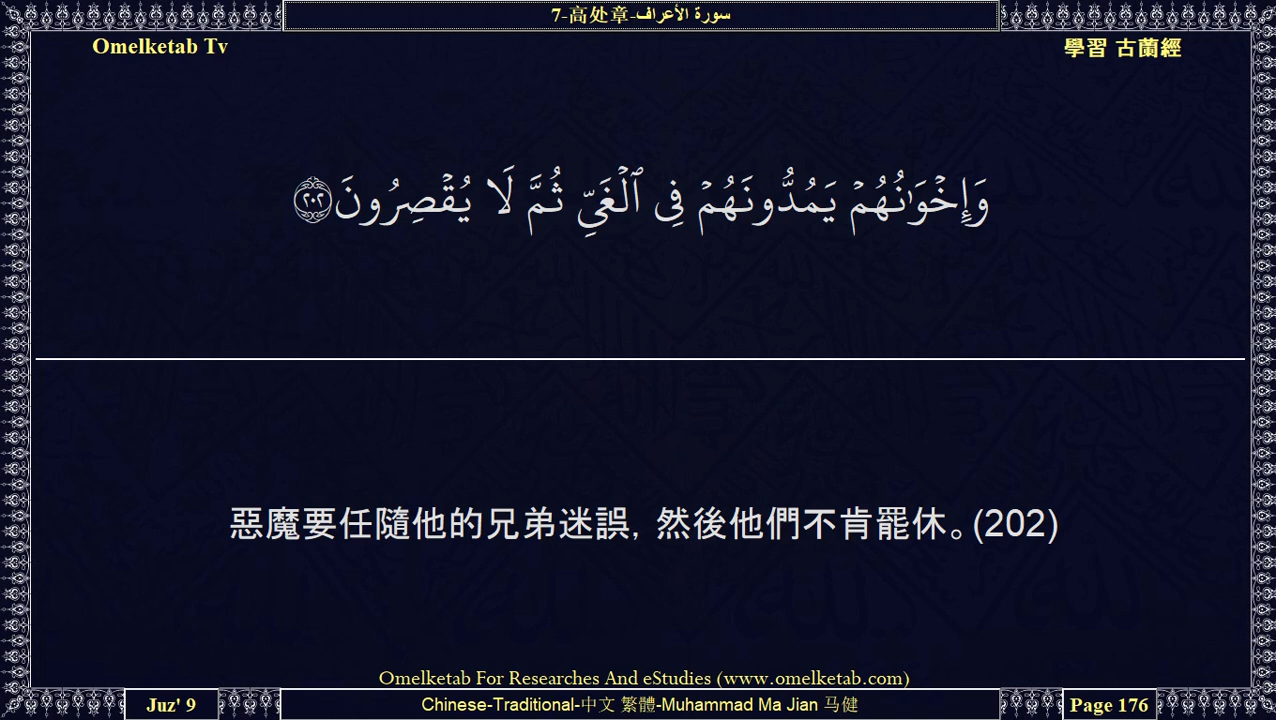 7-高处章-سورة الأعراف
Omelketab Tv
學習 古蘭經
وَإِخْوَٰنُهُمْ يَمُدُّونَهُمْ فِى ٱلْغَىِّ ثُمَّ لَا يُقْصِرُونَ ٢٠٢
惡魔要任隨他的兄弟迷誤，然後他們不肯罷休。(202)
Omelketab For Researches And eStudies (www.omelketab.com)
Juz' 9
Chinese-Traditional-中文 繁體-Muhammad Ma Jian 马健
Page 176